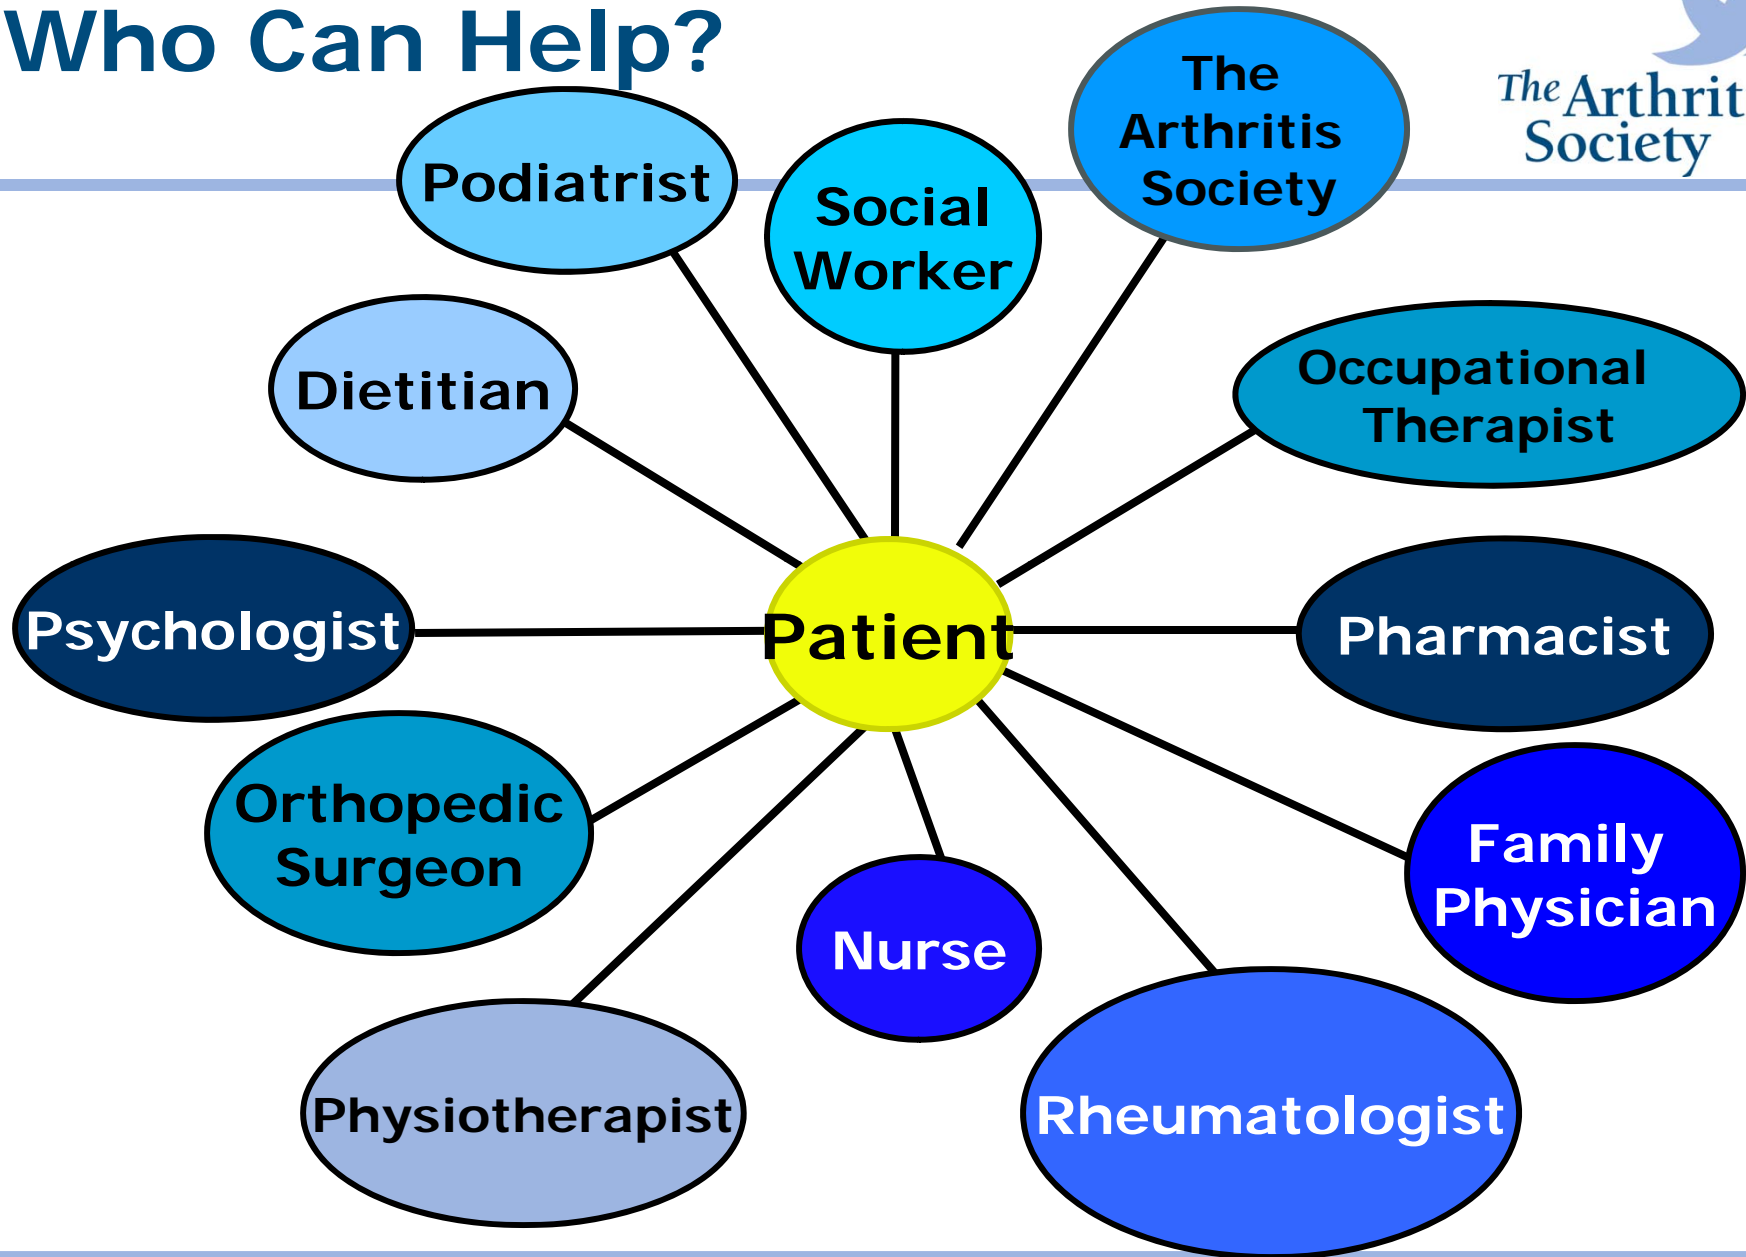 Who Can Help?
The Arthrit
Society
The
Arthritis
Society
Podiatrist
Social
Worker
Occupational
Therapist
Dietitian
Psychologist
Patient
Pharmacist
Orthopedic
Surgeon
Family
Physician
Nurse
Physiotherapist
Rheumatologist